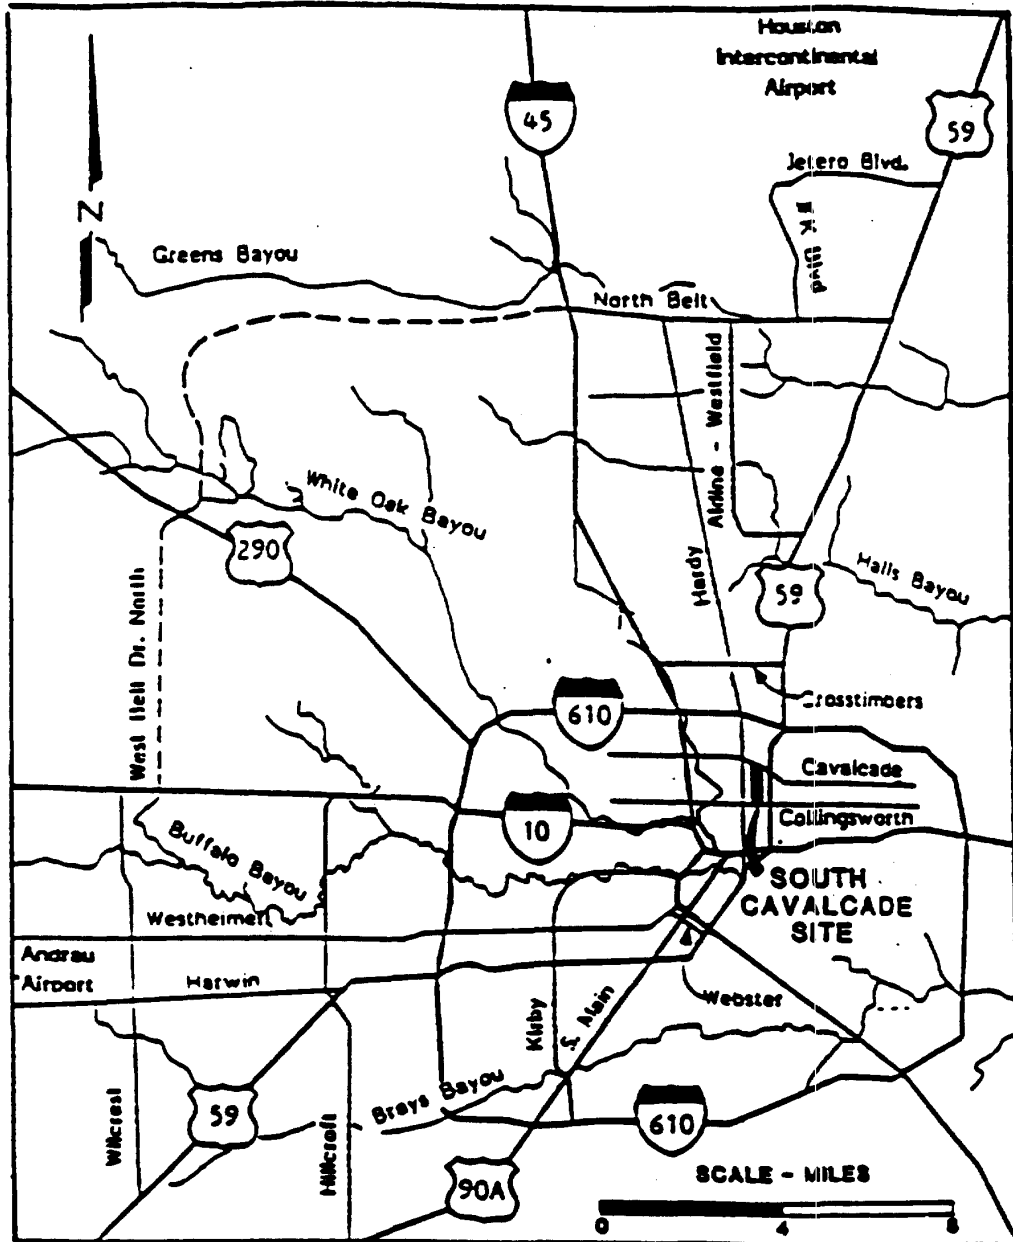 Houston
Intercontinental
Airport
45
59
Jetero Blvd.
N
Greens Bayou
North Belt
Aldine - Westfield
White Oak Bayou
290
Hardy
59
Halls Bayou
West Belt Dr. North
Crosstimbers
610
Cavalcade
10
Collingsworth
Buffalo Bayou
SOUTH
CAVALCADE
SITE
Westheimer
Andrau
Airport
Harwin
Webster
Kirby
S. Main
Wilcrest
59
Hillcroft
Brays Bayou
610
90A
SCALE - MILES
0
4
8